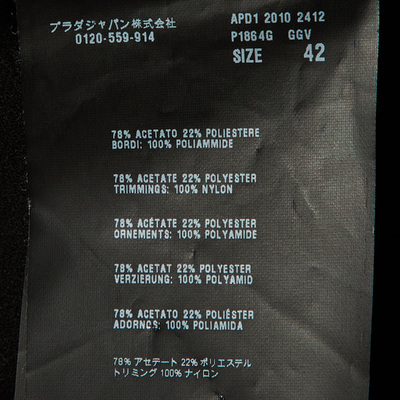 プラダジャパン株式会社
0120-559-914
APD1 2010 2412
P1864G GGV
SIZE 42
78% ACETATO 22% POLIESTERE
BORDI: 100% POLIAMMIDE
78% ACETATE 22% POLYESTER
TRIMMINGS: 100% NYLON
78% ACÉTATE 22% POLYESTER
ORNEMENTS: 100% POLYAMIDE
78% ACETAT 22% POLYESTER
VERZIERUNG: 100% POLYAMID
78% ACETATO 22% POLIÉSTER
ADORNOS: 100% POLIAMIDA
78% アセテート 22% ポリエステル
トリミング 100% ナイロン